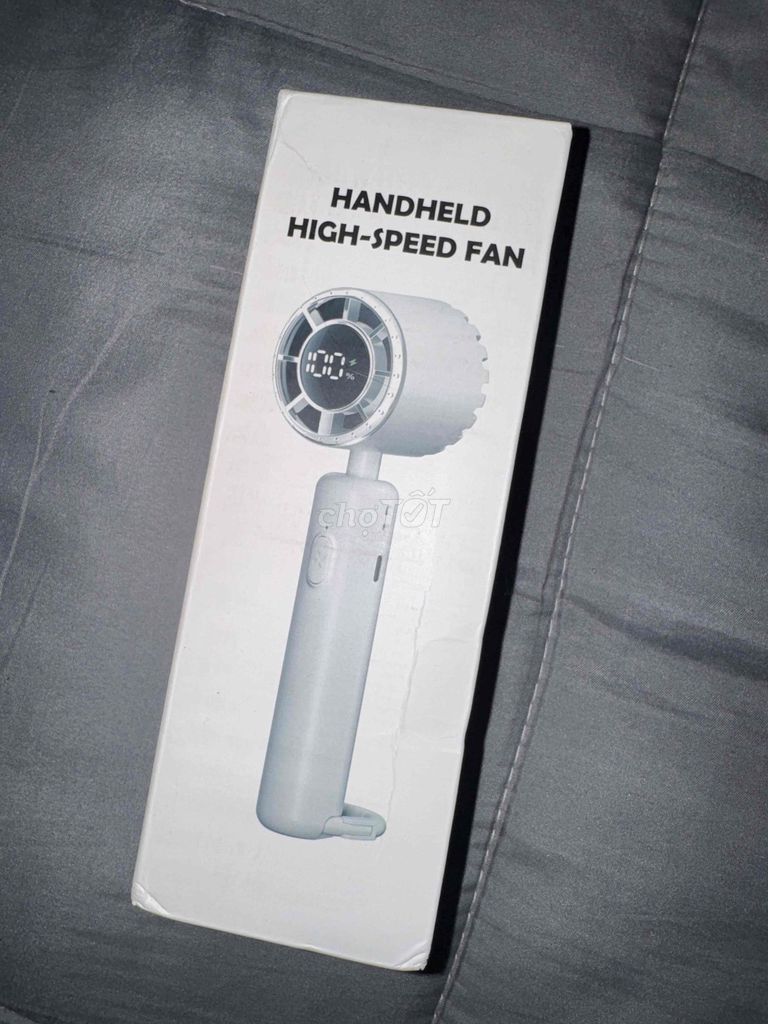 HANDHELD
HIGH-SPEED FAN
100%
chợTỐT